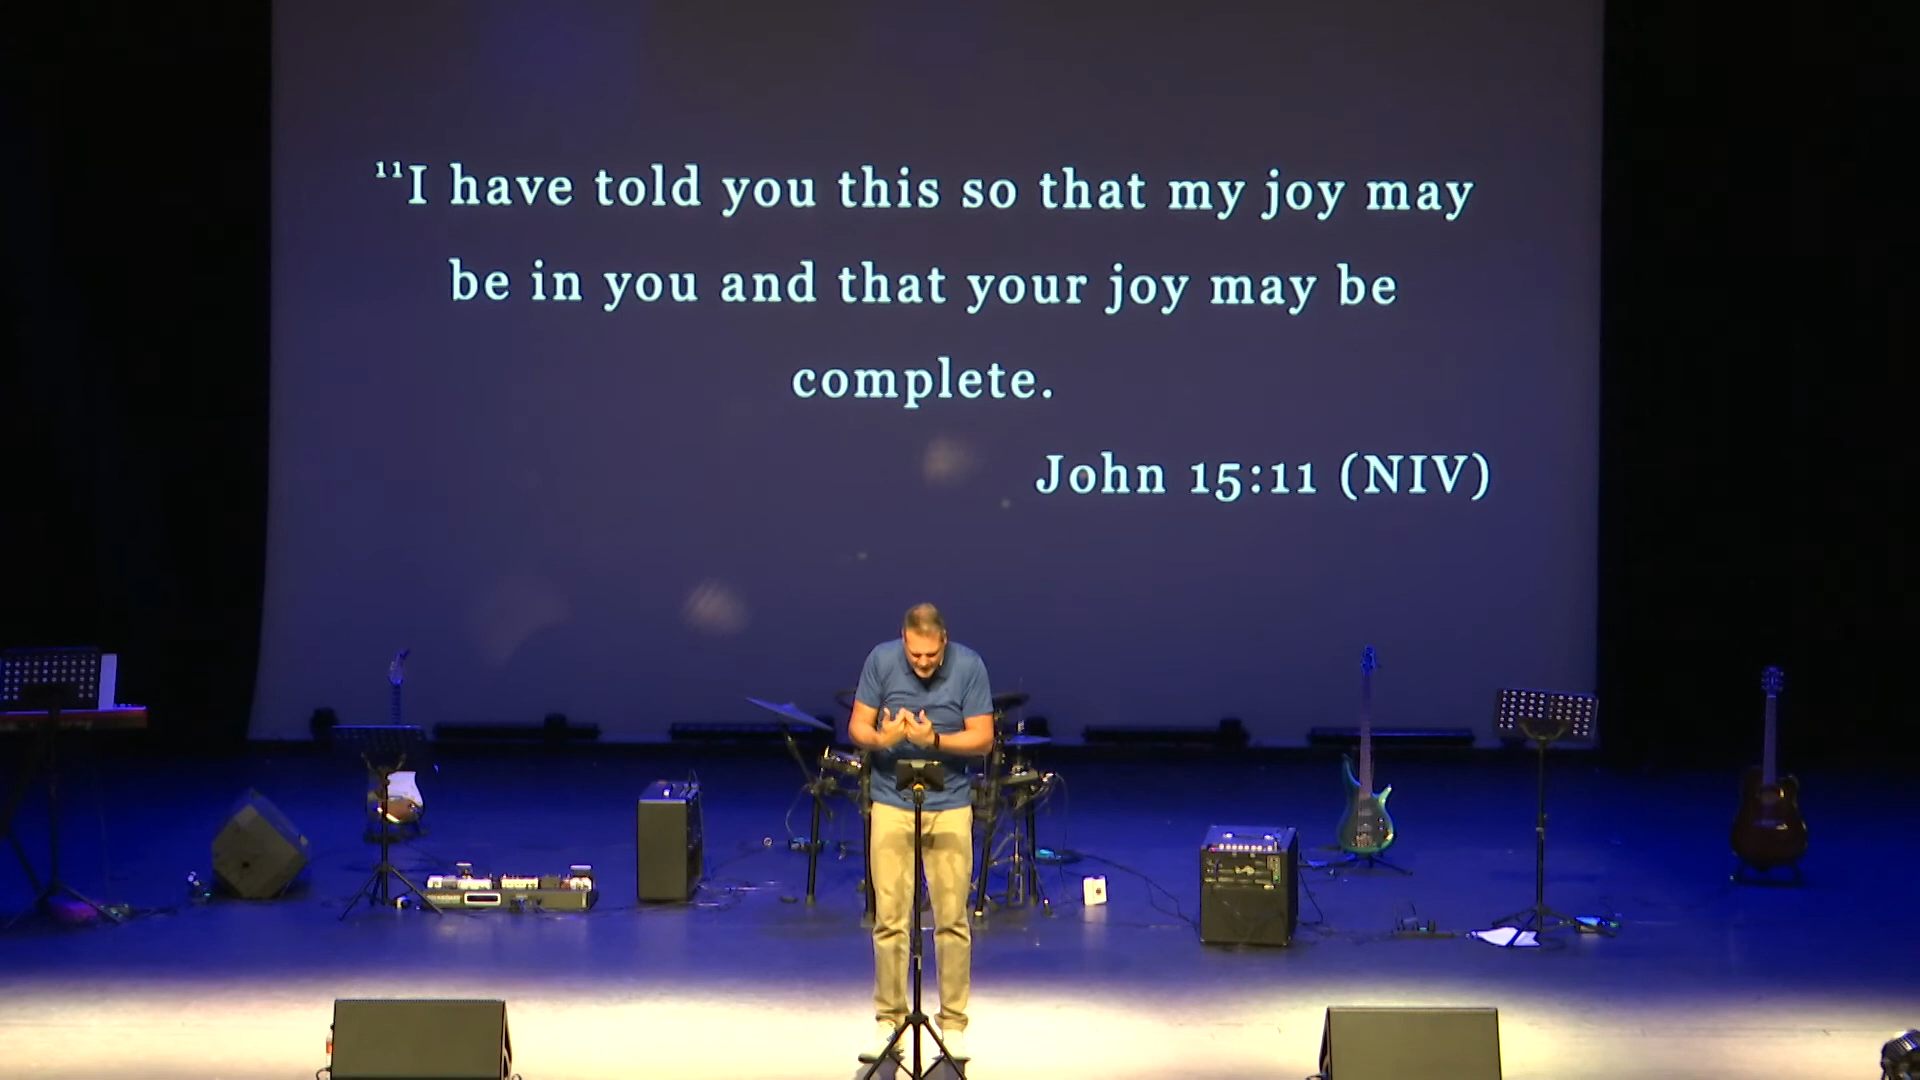 ¹¹I have told you this so that my joy may
be in you and that your joy may be
complete.
John 15:11 (NIV)